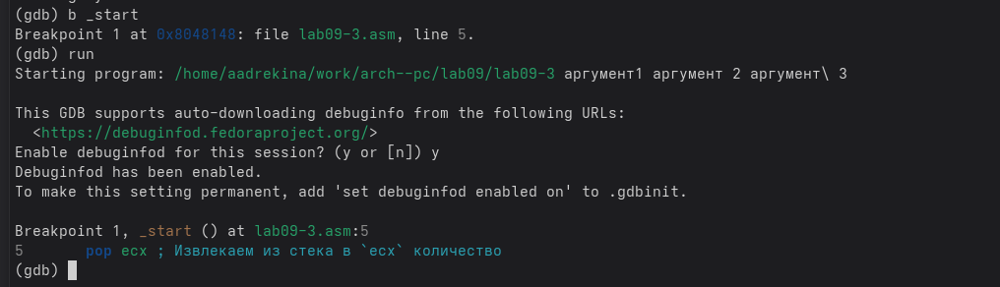 (gdb) b _start
Breakpoint 1 at 0x8048148: file lab09-3.asm, line 5.
(gdb) run
Starting program: /home/aadrekina/work/arch--pc/lab09/lab09-3 аргумент1 аргумент 2 аргумент\ 3
This GDB supports auto-downloading debuginfo from the following URLs:
<https://debuginfod.fedoraproject.org/>
Enable debuginfod for this session? (y or [n]) y
Debuginfod has been enabled.
To make this setting permanent, add 'set debuginfod enabled on' to .gdbinit.
Breakpoint 1, _start () at lab09-3.asm:5
5 pop ecx ; Извлекаем из стека в `ecx` количество
(gdb)